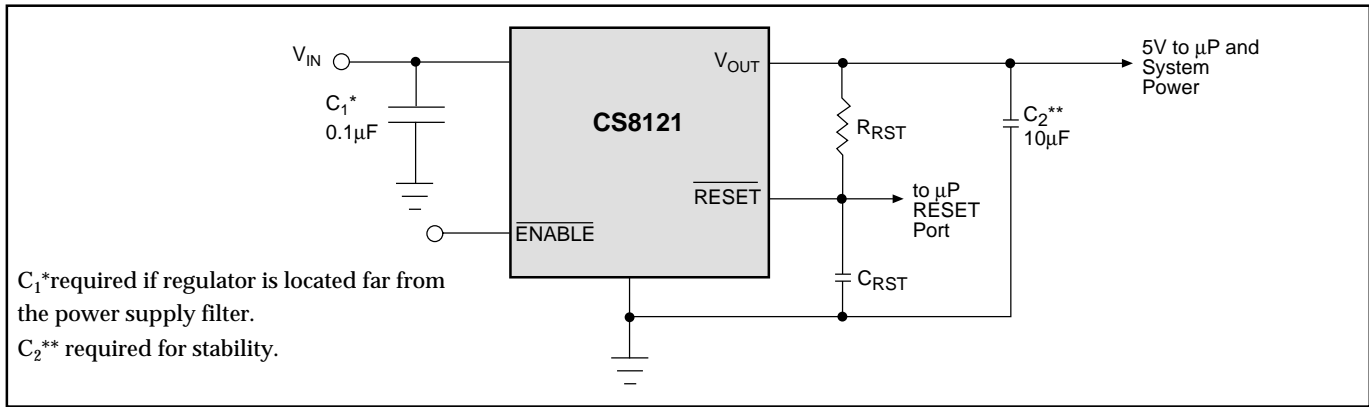 V_IN
C_1*
0.1μF
CS8121
V_OUT
RESET
ENABLE
R_RST
C_RST
C_2**
10μF
5V to μP and
System
Power
to μP
RESET
Port
C_1*required if regulator is located far from
the power supply filter.
C_2** required for stability.